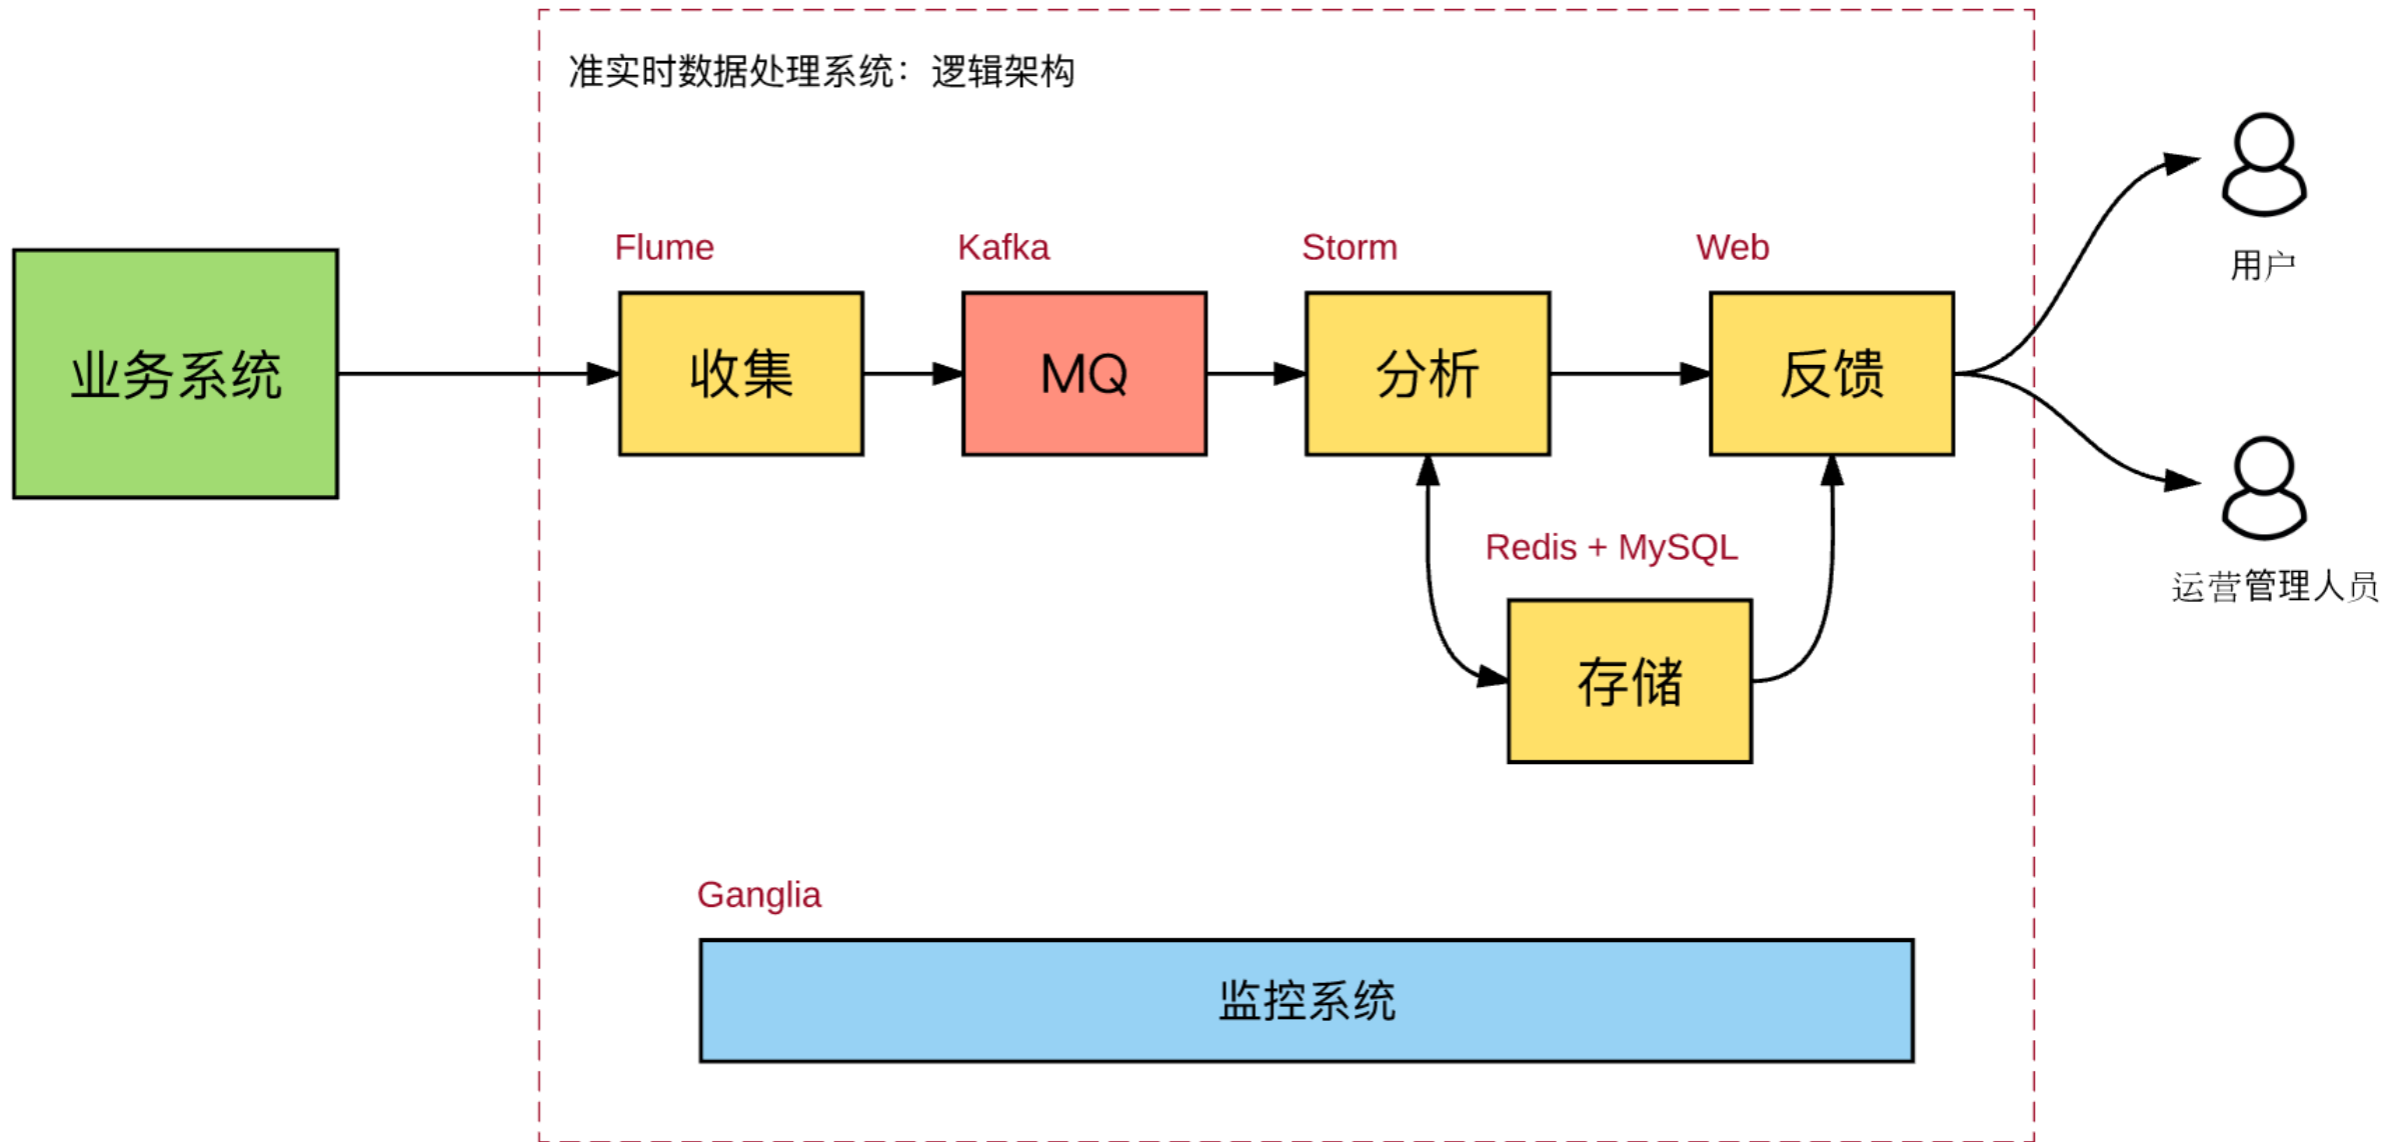 准实时数据处理系统：逻辑架构
Flume
Kafka
Storm
Web
业务系统
收集
MQ
分析
反馈
用户
Redis + MySQL
存储
运营管理人员
Ganglia
监控系统